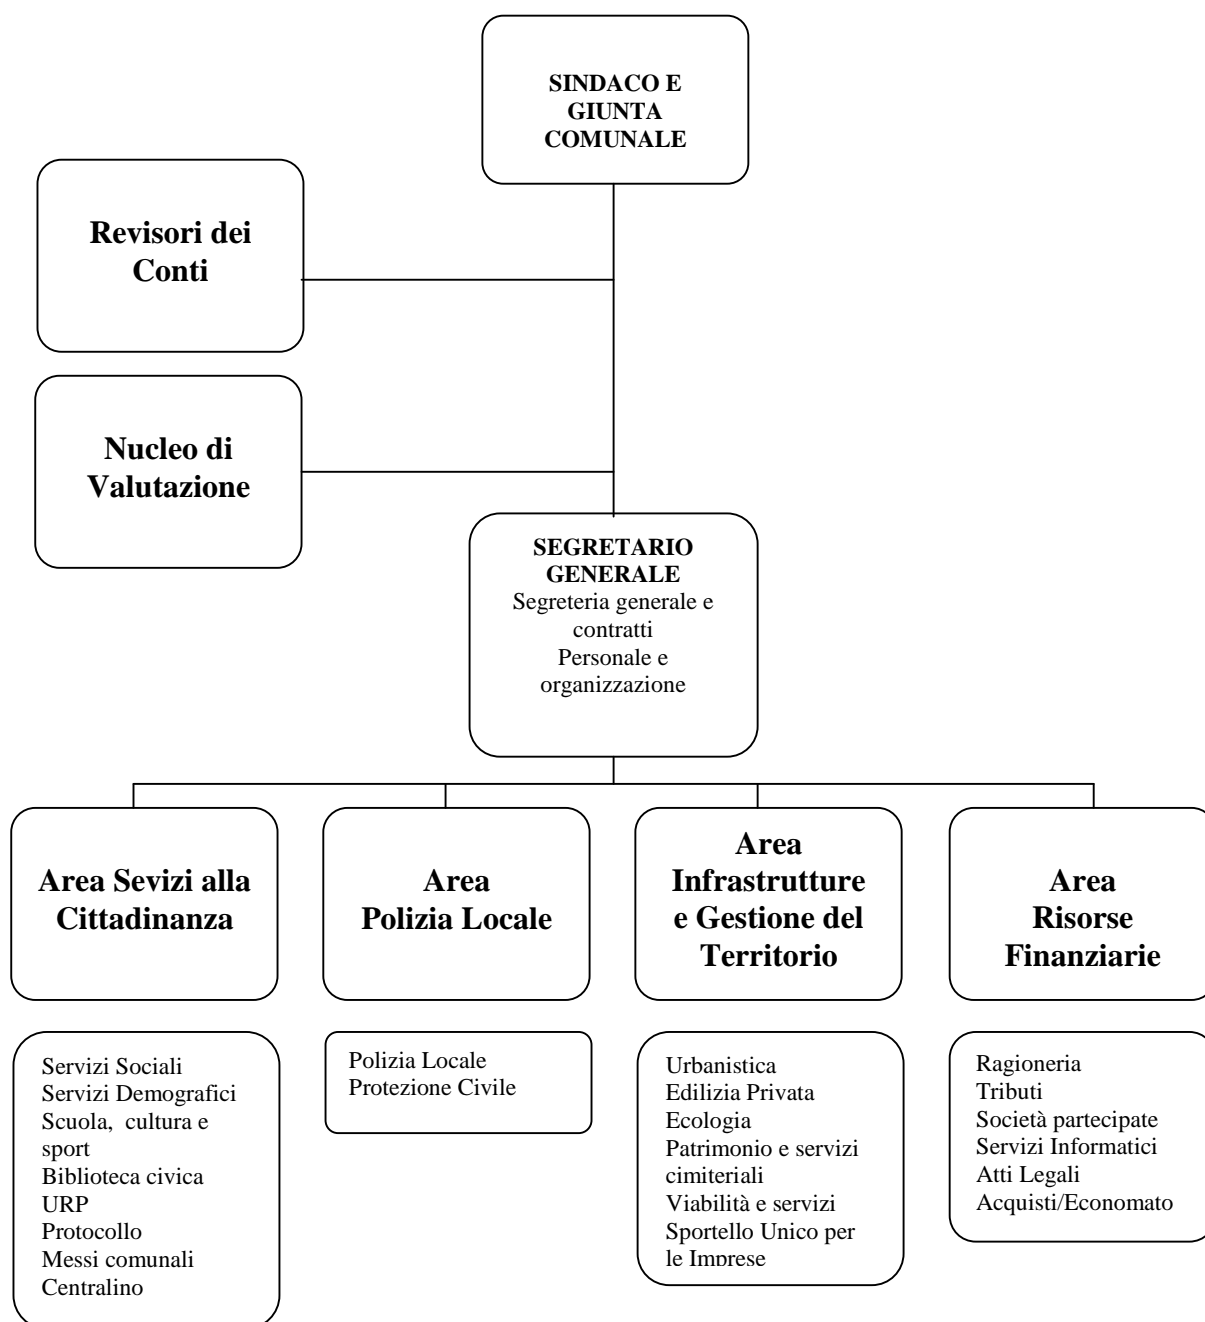 SINDACO E
GIUNTA
COMUNALE
Revisori dei
Conti
Nucleo di
Valutazione
SEGRETARIO
GENERALE
Segreteria generale e
contratti
Personale e
organizzazione
Area Sevizi alla
Cittadinanza
Area
Polizia Locale
Area
Infrastrutture
e Gestione del
Territorio
Area
Risorse
Finanziarie
Servizi Sociali
Servizi Demografici
Scuola, cultura e
sport
Biblioteca civica
URP
Protocollo
Messi comunali
Centralino
Polizia Locale
Protezione Civile
Urbanistica
Edilizia Privata
Ecologia
Patrimonio e servizi
cimiteriali
Viabilità e servizi
Sportello Unico per
le Imprese
Ragioneria
Tributi
Società partecipate
Servizi Informatici
Atti Legali
Acquisti/Economato